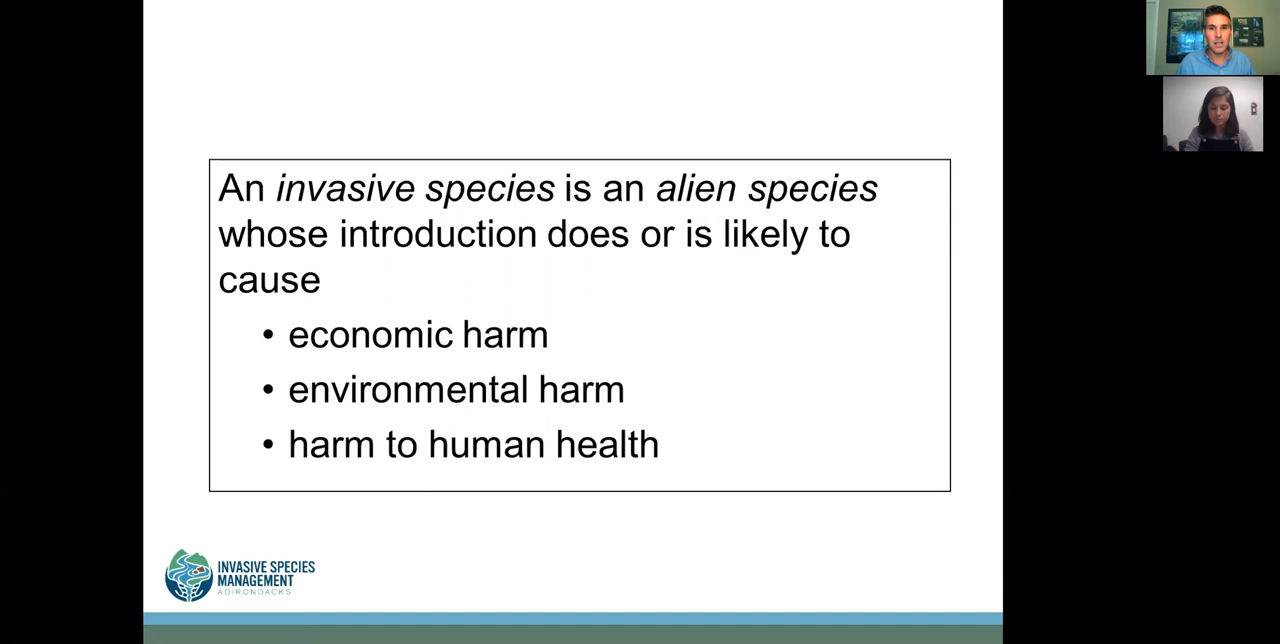 An invasive species is an alien species
whose introduction does or is likely to
cause
• economic harm
• environmental harm
• harm to human health
INVASIVE SPECIES
MANAGEMENT
ADIRONDACKS